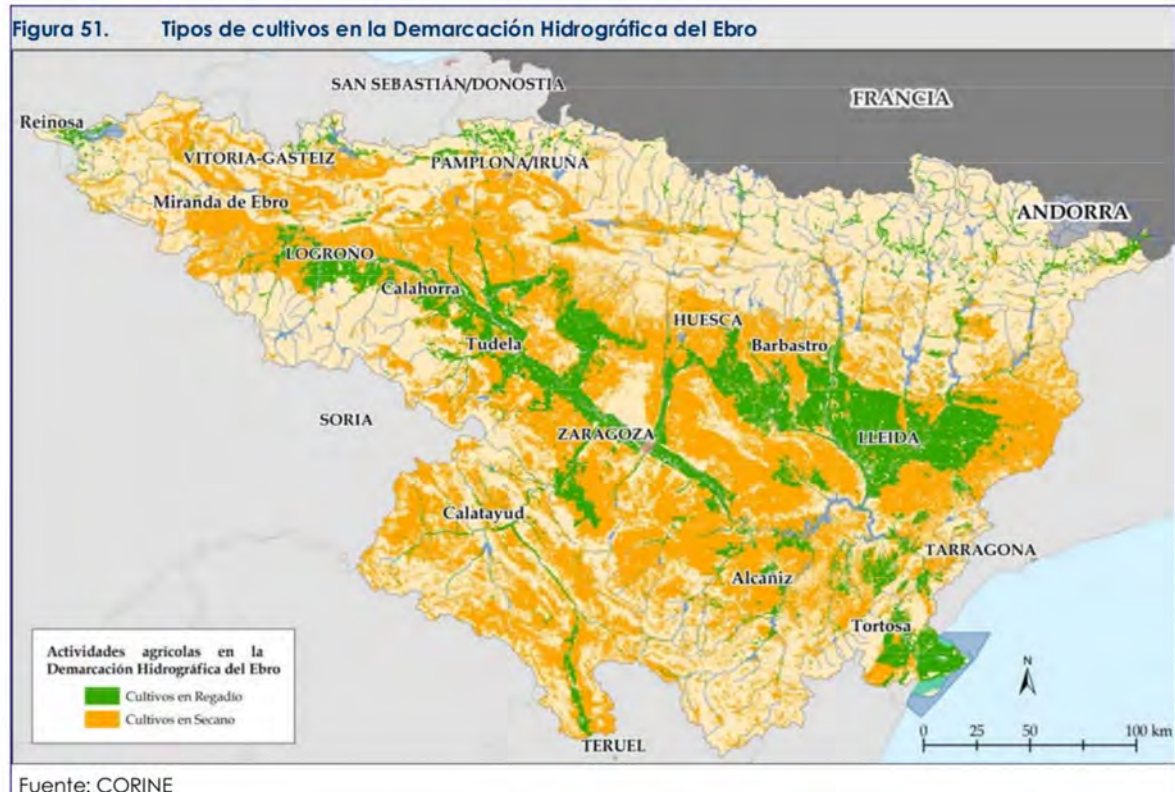 Figura 51. Tipos de cultivos en la Demarcación Hidrográfica del Ebro
SAN SEBASTIÁN/DONOSTIA
FRANCIA
Reinosa
VITORIA-GASTEIZ
PAMPLONA/IRUÑA
Miranda de Ebro
ANDORRA
LOGROÑO
Calahorra
HUESCA
Tudela
Barbastro
SORIA
ZARAGOZA
LLEIDA
Calatayud
TARRAGONA
Alcañiz
Tortosa
Actividades agrícolas en la
Demarcación Hidrográfica del Ebro
Cultivos en Regadío
Cultivos en Secano
N
0 25 50 100 km
TERUEL
Fuente: CORINE